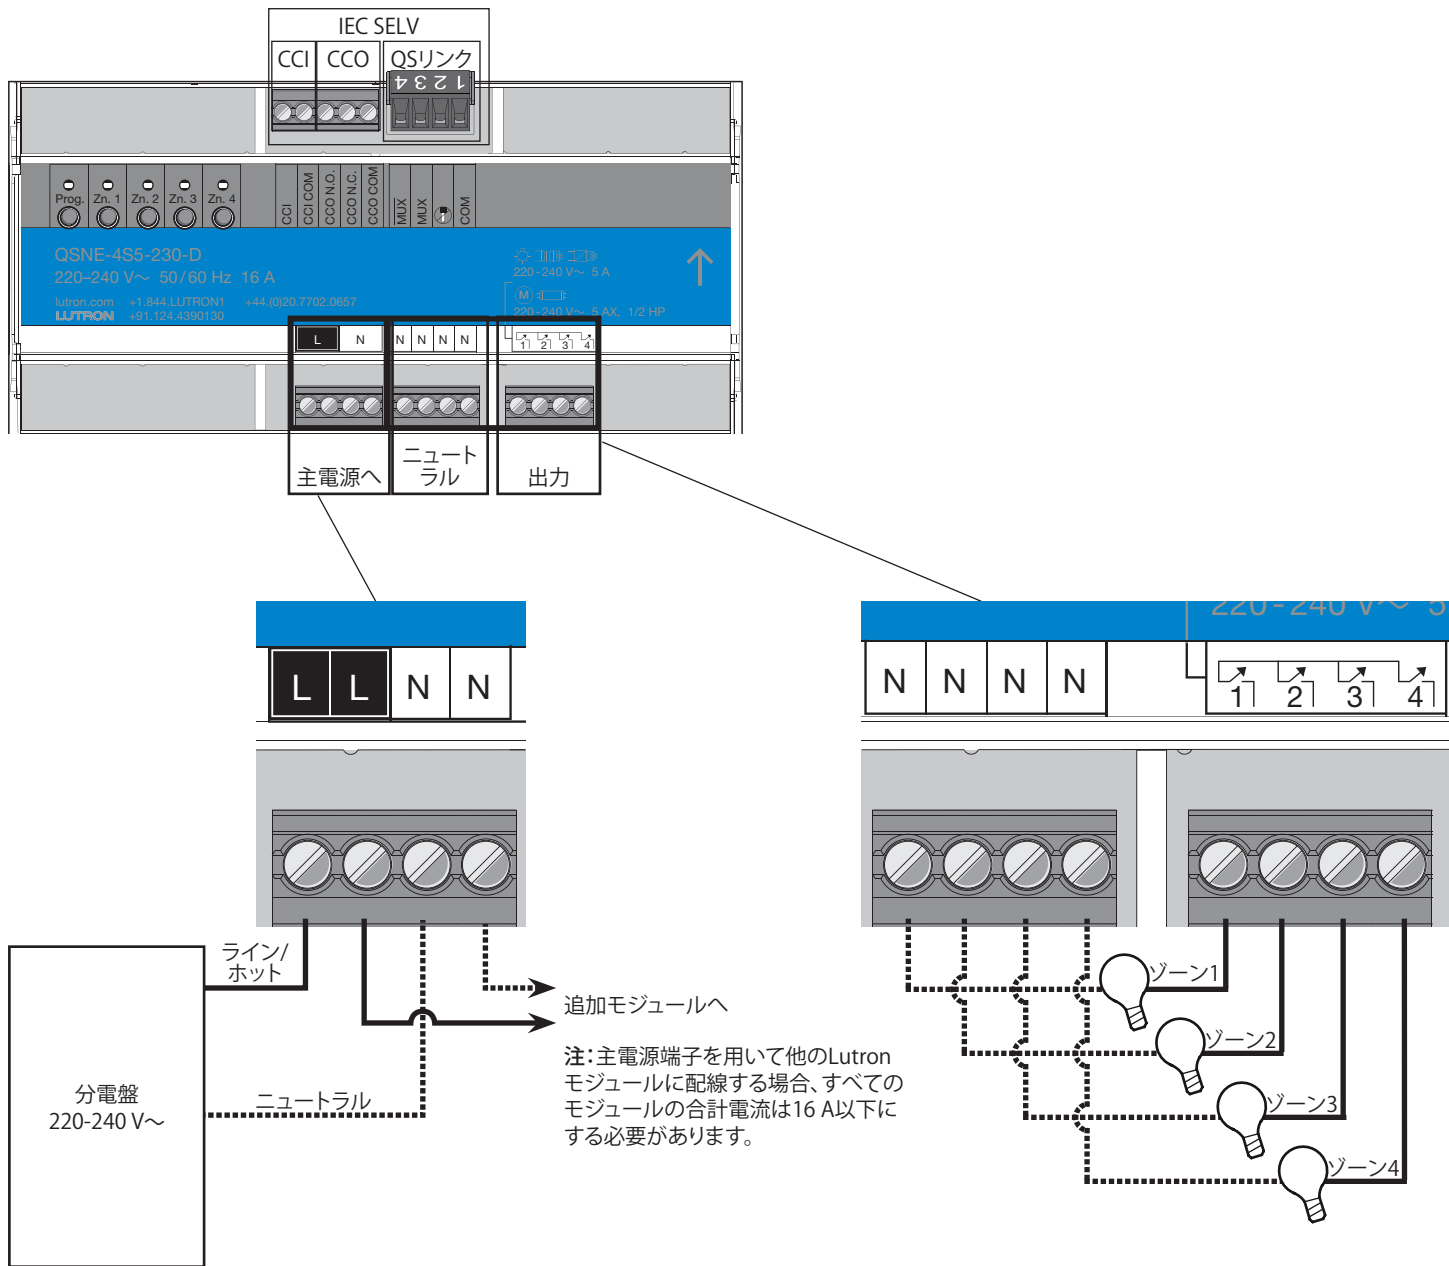 IEC SELV
CCI
CCO
QSリンク
4 3 2 1
Prog.
Zn. 1
Zn. 2
Zn. 3
Zn. 4
CCI
CCI COM
CCO N.O.
CCO N.C.
CCO COM
MUX
MUX
COM
QSNE-4S5-230-D
220–240 V～ 50/60 Hz 16 A
lutron.com +1.844.LUTRON1 +44.(0)20.7702.0657
LUTRON +91.124.4390130
220-240 V～ 5 A
M
220-240 V～ 5 AX, 1/2 HP
L N
N N N N
1 2 3 4
主電源へ
ニュート
ラル
出力
L L N N
220-240 V～ 5
N N N N
1 2 3 4
ライン/
ホット
追加モジュールへ
注：主電源端子を用いて他のLutron
モジュールに配線する場合、すべての
モジュールの合計電流は16 A以下に
する必要があります。
分電盤
220-240 V～
ニュートラル
ゾーン1
ゾーン2
ゾーン3
ゾーン4